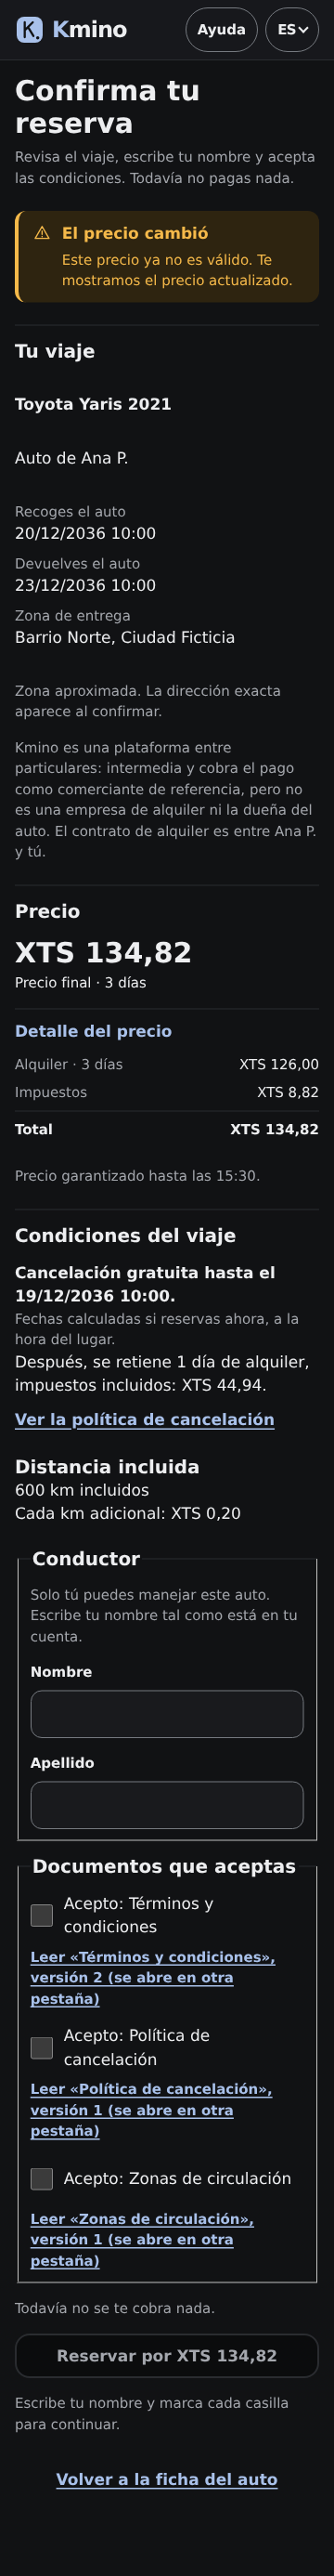 Kmino
Ayuda
ES
Confirma tu
reserva
Revisa el viaje, escribe tu nombre y acepta
las condiciones. Todavía no pagas nada.
El precio cambió
Este precio ya no es válido. Te
mostramos el precio actualizado.
Tu viaje
Toyota Yaris 2021
Auto de Ana P.
Recoges el auto
20/12/2036 10:00
Devuelves el auto
23/12/2036 10:00
Zona de entrega
Barrio Norte, Ciudad Ficticia
Zona aproximada. La dirección exacta
aparece al confirmar.
Kmino es una plataforma entre
particulares: intermedia y cobra el pago
como comerciante de referencia, pero no
es una empresa de alquiler ni la dueña del
auto. El contrato de alquiler es entre Ana P.
y tú.
Precio
XTS 134,82
Precio final · 3 días
Detalle del precio
Alquiler · 3 días XTS 126,00
Impuestos XTS 8,82
Total XTS 134,82
Precio garantizado hasta las 15:30.
Condiciones del viaje
Cancelación gratuita hasta el
19/12/2036 10:00.
Fechas calculadas si reservas ahora, a la
hora del lugar.
Después, se retiene 1 día de alquiler,
impuestos incluidos: XTS 44,94.
Ver la política de cancelación
Distancia incluida
600 km incluidos
Cada km adicional: XTS 0,20
Conductor
Solo tú puedes manejar este auto.
Escribe tu nombre tal como está en tu
cuenta.
Nombre
Apellido
Documentos que aceptas
Acepto: Términos y
condiciones
Leer «Términos y condiciones»,
versión 2 (se abre en otra
pestaña)
Acepto: Política de
cancelación
Leer «Política de cancelación»,
versión 1 (se abre en otra
pestaña)
Acepto: Zonas de circulación
Leer «Zonas de circulación»,
versión 1 (se abre en otra
pestaña)
Todavía no se te cobra nada.
Reservar por XTS 134,82
Escribe tu nombre y marca cada casilla
para continuar.
Volver a la ficha del auto